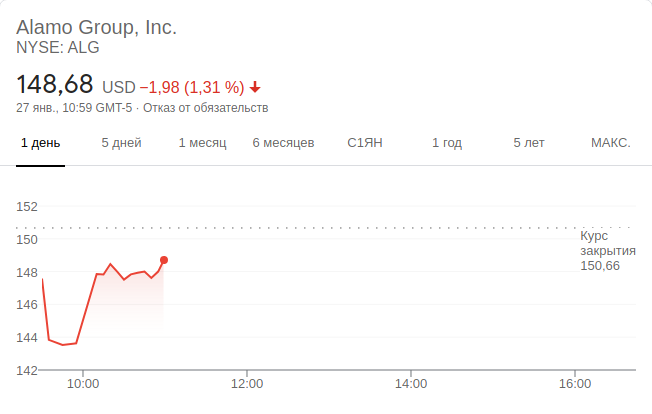 Alamo Group, Inc.
NYSE: ALG
148,68 USD −1,98 (1,31 %)
27 янв., 10:59 GMT-5 · Отказ от обязательств
1 день 5 дней 1 месяц 6 месяцев С1ЯН 1 год 5 лет МАКС.
152
150
148
146
144
142
Курс
закрытия
150,66
10:00 12:00 14:00 16:00